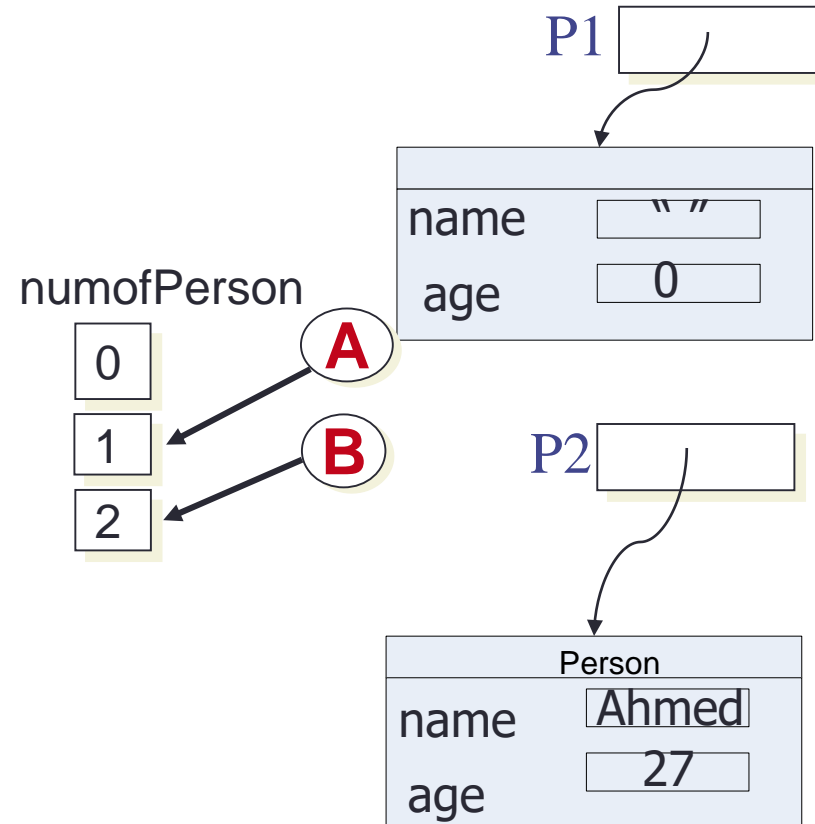 P1
name “ ”
age 0
numofPerson
0
A
1
B
2
P2
Person
name Ahmed
age 27